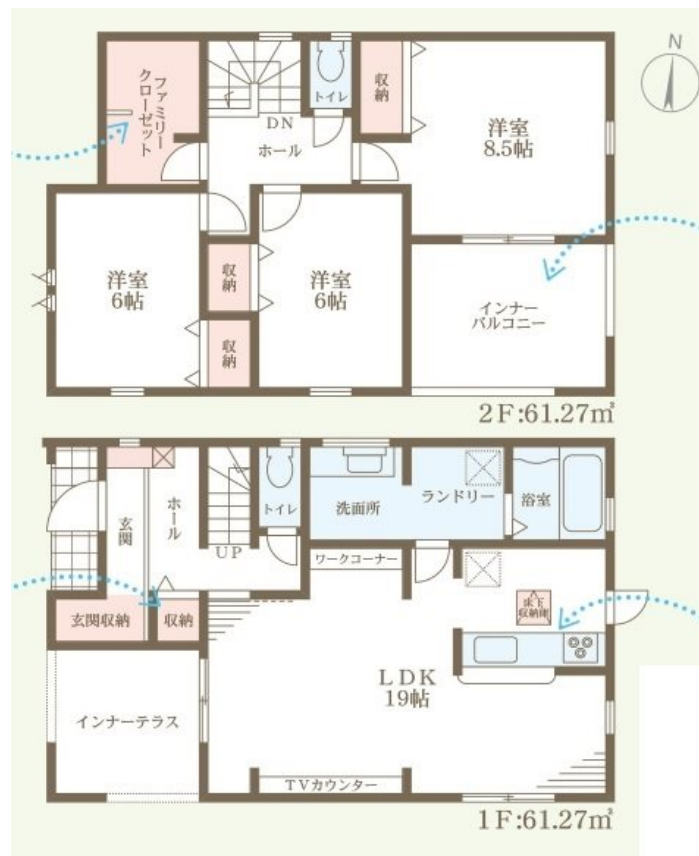 N
ファミリー
クローゼット
DN
ホール
トイレ
収納
洋室
8.5帖
洋室
6帖
収納
収納
洋室
6帖
インナー
バルコニー
2F:61.27㎡
玄関
ホール
UP
トイレ
洗面所
ランドリー
浴室
ワークコーナー
玄関収納
収納
床下
収納庫
LDK
19帖
インナーテラス
TVカウンター
1F:61.27㎡